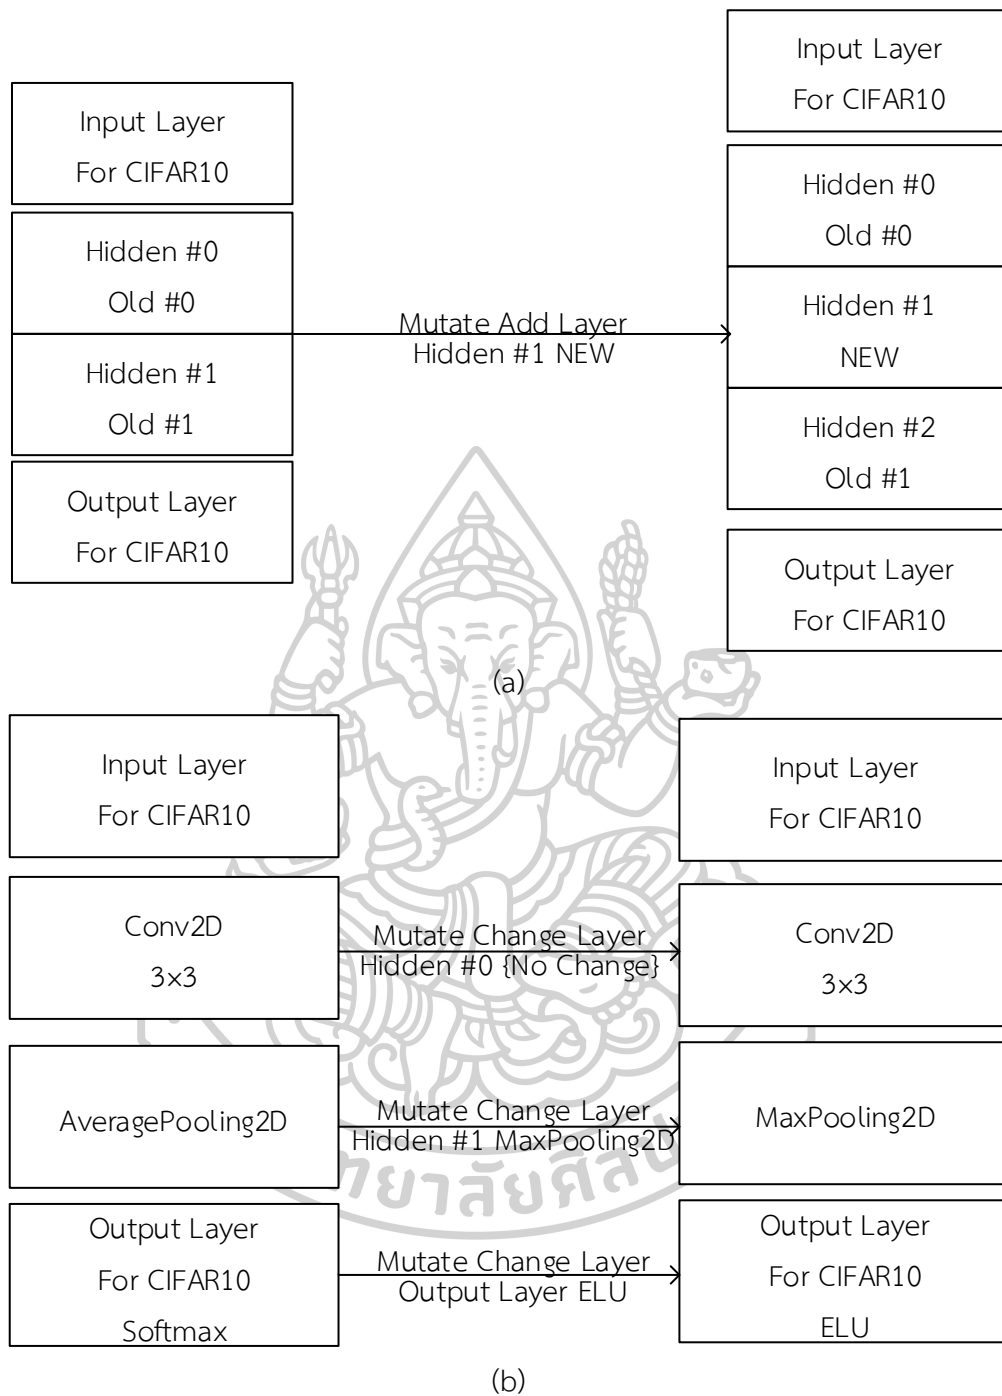 Input Layer
For CIFAR10
Hidden #0
Old #0
Hidden #1
Old #1
Output Layer
For CIFAR10
Mutate Add Layer
Hidden #1 NEW
Input Layer
For CIFAR10
Hidden #0
Old #0
Hidden #1
NEW
Hidden #2
Old #1
Output Layer
For CIFAR10
(a)
Input Layer
For CIFAR10
Input Layer
For CIFAR10
Conv2D
3×3
Mutate Change Layer
Hidden #0 {No Change}
Conv2D
3×3
AveragePooling2D
Mutate Change Layer
Hidden #1 MaxPooling2D
MaxPooling2D
Output Layer
For CIFAR10
Softmax
Mutate Change Layer
Output Layer ELU
Output Layer
For CIFAR10
ELU
(b)